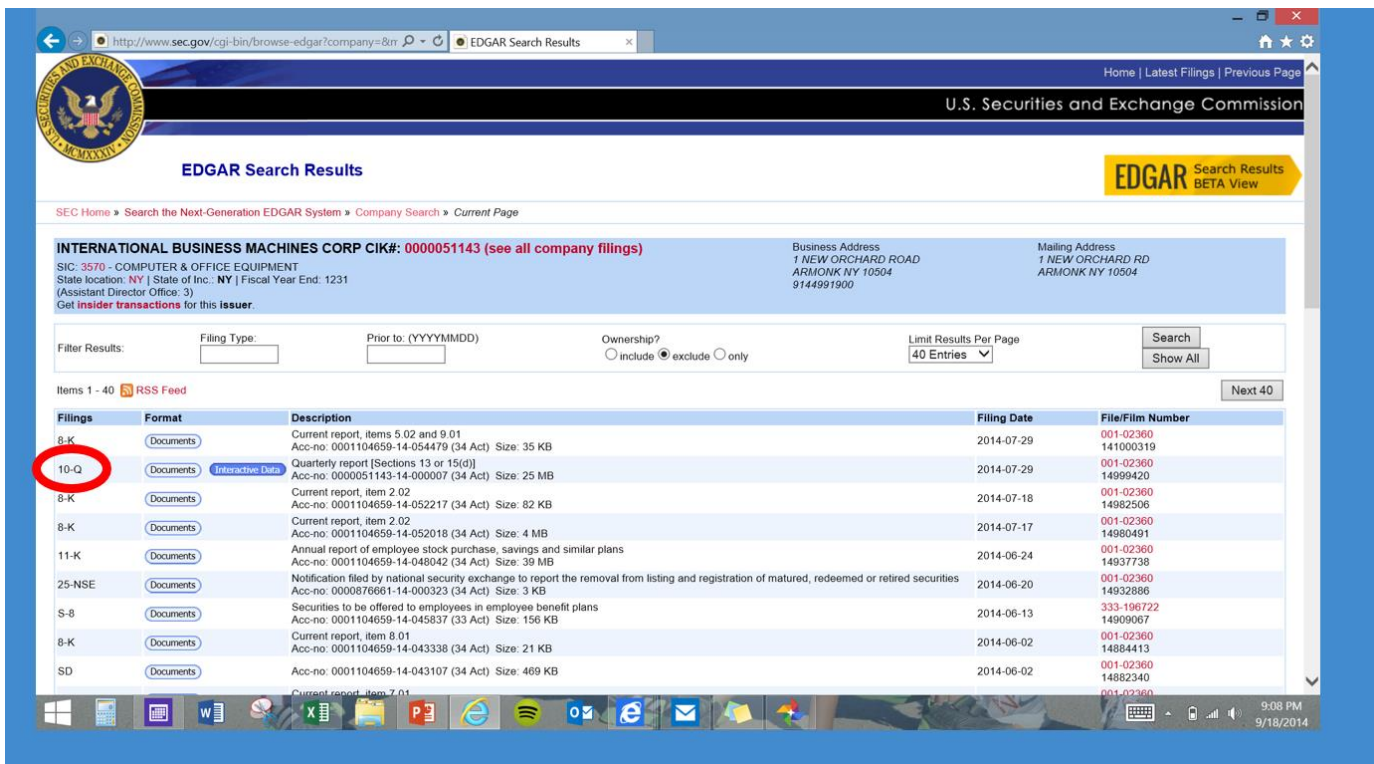 http://www.sec.gov/cgi-bin/browse-edgar?company=&m
EDGAR Search Results
Home | Latest Filings | Previous Page
U.S. SECURITIES AND EXCHANGE COMMISSION
MCMXXXIV
U.S. Securities and Exchange Commission
EDGAR Search Results
EDGAR Search Results BETA View
SEC Home » Search the Next-Generation EDGAR System » Company Search » Current Page
INTERNATIONAL BUSINESS MACHINES CORP CIK#: 0000051143 (see all company filings)
SIC: 3570 - COMPUTER & OFFICE EQUIPMENT
State location: NY | State of Inc.: NY | Fiscal Year End: 1231
(Assistant Director Office: 3)
Get insider transactions for this issuer.
Business Address
1 NEW ORCHARD ROAD
ARMONK NY 10504
9144991900
Mailing Address
1 NEW ORCHARD RD
ARMONK NY 10504
Filter Results:
Filing Type:
Prior to: (YYYYMMDD)
Ownership?
include exclude only
Limit Results Per Page
40 Entries
Search
Show All
Items 1 - 40 RSS Feed
Next 40
Filings Format Description Filing Date File/Film Number
8-K Documents Current report, items 5.02 and 9.01 2014-07-29 001-02360
Acc-no: 0001104659-14-054479 (34 Act) Size: 35 KB 141000319
10-Q Documents Interactive Data Quarterly report [Sections 13 or 15(d)] 2014-07-29 001-02360
Acc-no: 0000051143-14-000007 (34 Act) Size: 25 MB 14999420
8-K Documents Current report, item 2.02 2014-07-18 001-02360
Acc-no: 0001104659-14-052217 (34 Act) Size: 82 KB 14982506
8-K Documents Current report, item 2.02 2014-07-17 001-02360
Acc-no: 0001104659-14-052018 (34 Act) Size: 4 MB 14980491
11-K Documents Annual report of employee stock purchase, savings and similar plans 2014-06-24 001-02360
Acc-no: 0001104659-14-048042 (34 Act) Size: 39 MB 14937738
25-NSE Documents Notification filed by national security exchange to report the removal from listing and registration of matured, redeemed or retired securities 2014-06-20 001-02360
Acc-no: 0000876661-14-000323 (34 Act) Size: 3 KB 14932886
S-8 Documents Securities to be offered to employees in employee benefit plans 2014-06-13 333-196722
Acc-no: 0001104659-14-045837 (33 Act) Size: 156 KB 14909067
8-K Documents Current report, item 8.01 2014-06-02 001-02360
Acc-no: 0001104659-14-043338 (34 Act) Size: 21 KB 14884413
SD Documents Acc-no: 0001104659-14-043107 (34 Act) Size: 469 KB 2014-06-02 001-02360
14882340
Current report, item 7.01 001-02360
9:08 PM
9/18/2014